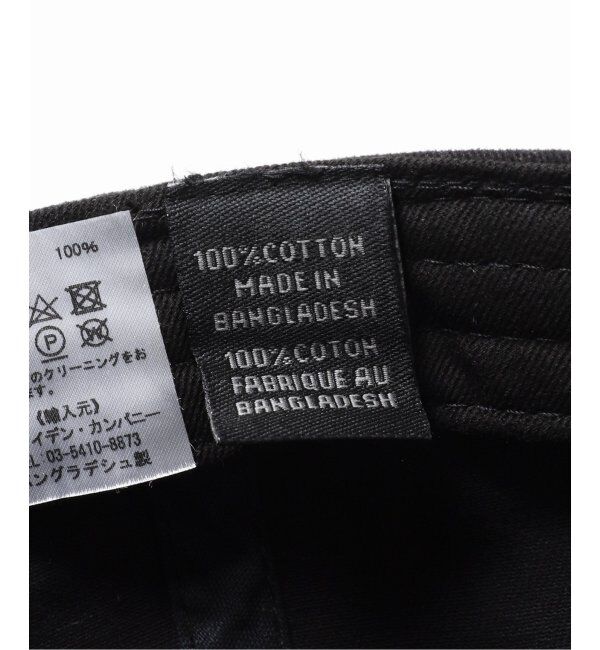 100%
P W
のクリーニングをお
ます。
《輸入元》
イデン・カンパニー
EL 03-5410-8873
バングラデシュ製
100%COTTON
MADE IN
BANGLADESH
100%COTON
FABRIQUE AU
BANGLADESH